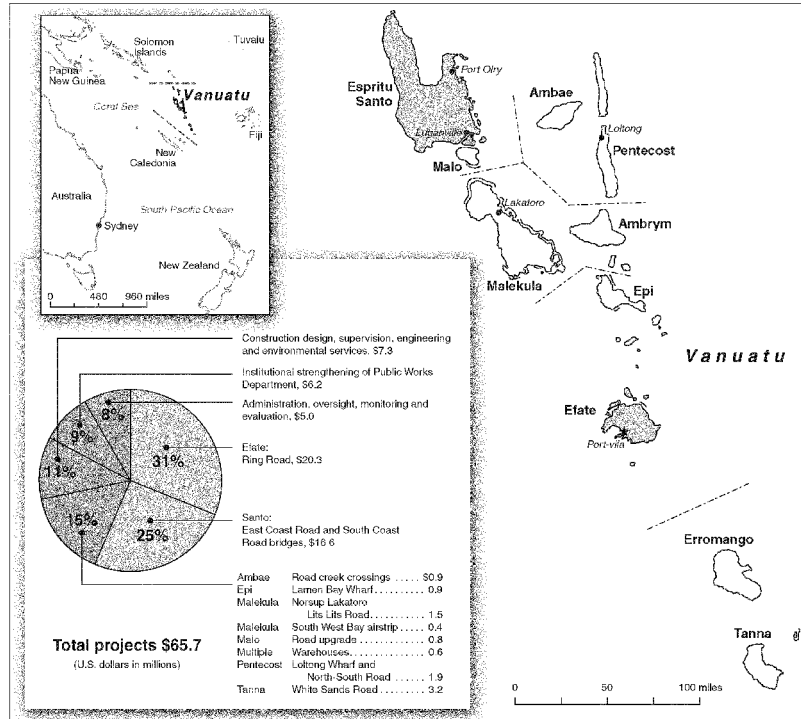 Solomon
Islands
Tuvalu
Papua
New Guinea
Coral Sea
Vanuatu
Fiji
New
Caledonia
Australia
South Pacific Ocean
Sydney
New Zealand
0 480 960 miles
Espritu
Santo
Port Olry
Luganville
Malo
Ambae
Loltong
Pentecost
Lakatoro
Ambrym
Malekula
Epi
Vanuatu
Efate
Port-vila
Erromango
Tanna
0 50 100 miles
Construction design, supervision, engineering
and environmental services, $7.3
Institutional strengthening of Public Works
Department, $6.2
Administration, oversight, monitoring and
evaluation, $5.0
Efate:
Ring Road, $20.3
Santo:
East Coast Road and South Coast
Road bridges, $16.6
8%
9%
11%
15%
25%
31%
Ambae Road creek crossings ..... $0.9
Epi Lamen Bay Wharf .......... 0.9
Malekula Norsup Lakatoro
Lits Lits Road .......... 1.5
Malekula South West Bay airstrip ..... 0.4
Malo Road upgrade ......... 0.8
Multiple Warehouses ......... 0.6
Pentecost Loltong Wharf and
North-South Road ....... 1.9
Tanna White Sands Road ......... 3.2
Total projects $65.7
(U.S. dollars in millions)